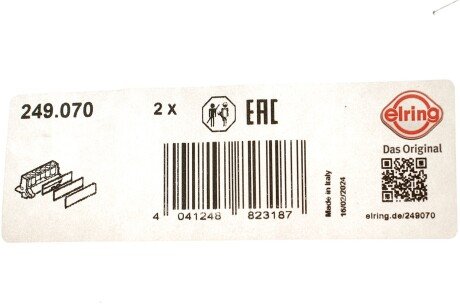 249.070
2 x
EAC
elring
Das Original
4 041248 823187
Made in Italy
16/02/2024
elring.de/249070